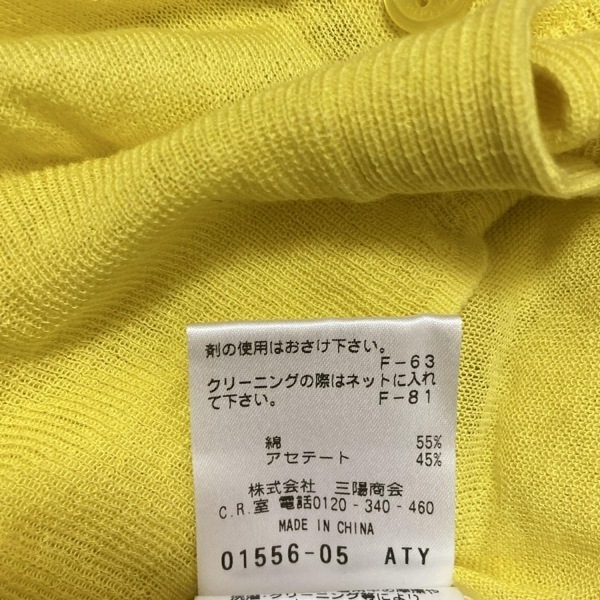 剤の使用はおさけ下さい。
F-63
クリーニングの際はネットに入れ
て下さい。 F-81
綿 55%
アセテート 45%
株式会社 三陽商会
C.R.室 電話0120-340-460
MADE IN CHINA
01556-05 ATY